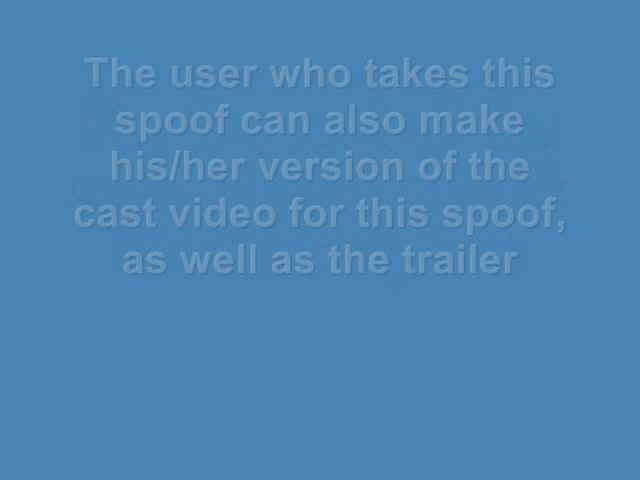 The user who takes this
spoof can also make
his/her version of the
cast video for this spoof,
as well as the trailer